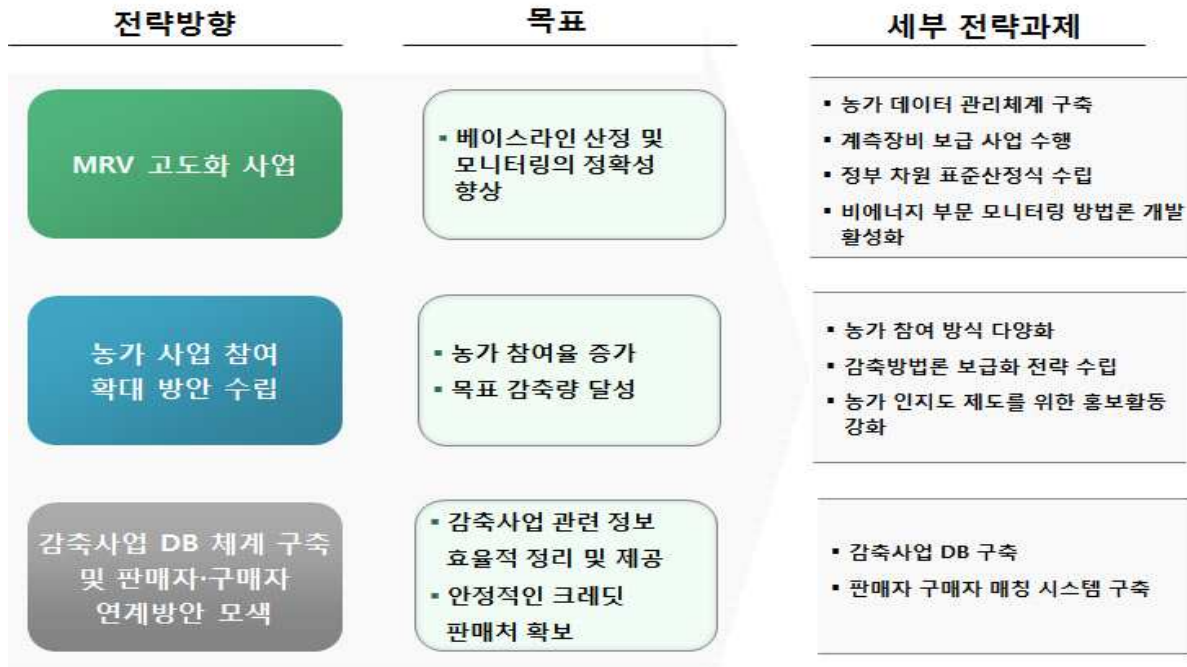 전략방향
목표
세부 전략과제
MRV 고도화 사업
▪ 베이스라인 산정 및
모니터링의 정확성
향상
▪ 농가 데이터 관리체계 구축
▪ 계측장비 보급 사업 수행
▪ 정부 차원 표준산정식 수립
▪ 비에너지 부문 모니터링 방법론 개발
활성화
농가 사업 참여
확대 방안 수립
▪ 농가 참여율 증가
▪ 목표 감축량 달성
▪ 농가 참여 방식 다양화
▪ 감축방법론 보급화 전략 수립
▪ 농가 인지도 제도를 위한 홍보활동
강화
감축사업 DB 체계 구축
및 판매자·구매자
연계방안 모색
▪ 감축사업 관련 정보
효율적 정리 및 제공
▪ 안정적인 크레딧
판매처 확보
▪ 감축사업 DB 구축
▪ 판매자 구매자 매칭 시스템 구축